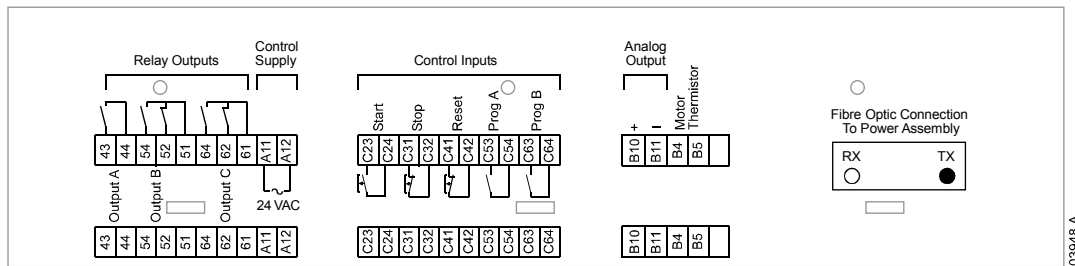 Relay Outputs
Control
Supply
Control Inputs
Analog
Output
Start
Stop
Reset
Prog A
Prog B
+
–
Motor
Thermistor
Fibre Optic Connection
To Power Assembly
43 44 54 52 51 64 62 61 A11 A12
C23 C24 C31 C32 C41 C42 C53 C54 C63 C64
B10 B11 B4 B5
RX TX
Output A
Output B
Output C
24 VAC
43 44 54 52 51 64 62 61 A11 A12
C23 C24 C31 C32 C41 C42 C53 C54 C63 C64
B10 B11 B4 B5
03948.A